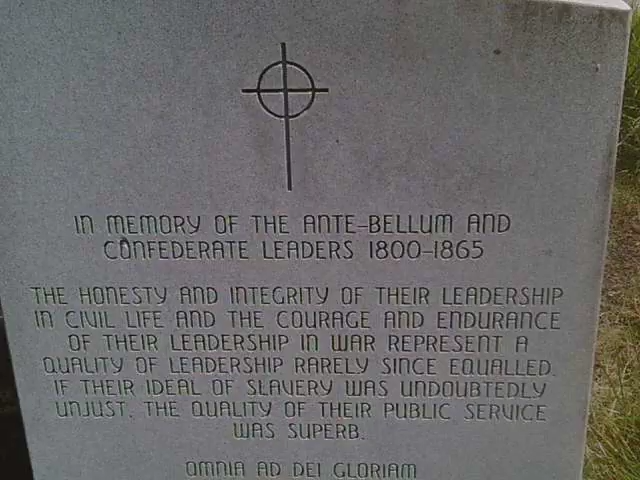 IN MEMORY OF THE ANTE-BELLUM AND
CONFEDERATE LEADERS 1800-1865
THE HONESTY AND INTEGRITY OF THEIR LEADERSHIP
IN CIVIL LIFE AND THE COURAGE AND ENDURANCE
OF THEIR LEADERSHIP IN WAR REPRESENT A
QUALITY OF LEADERSHIP RARELY SINCE EQUALLED.
IF THEIR IDEAL OF SLAVERY WAS UNDOUBTEDLY
UNJUST, THE QUALITY OF THEIR PUBLIC SERVICE
WAS SUPERB.
OMNIA AD DEI GLORIAM